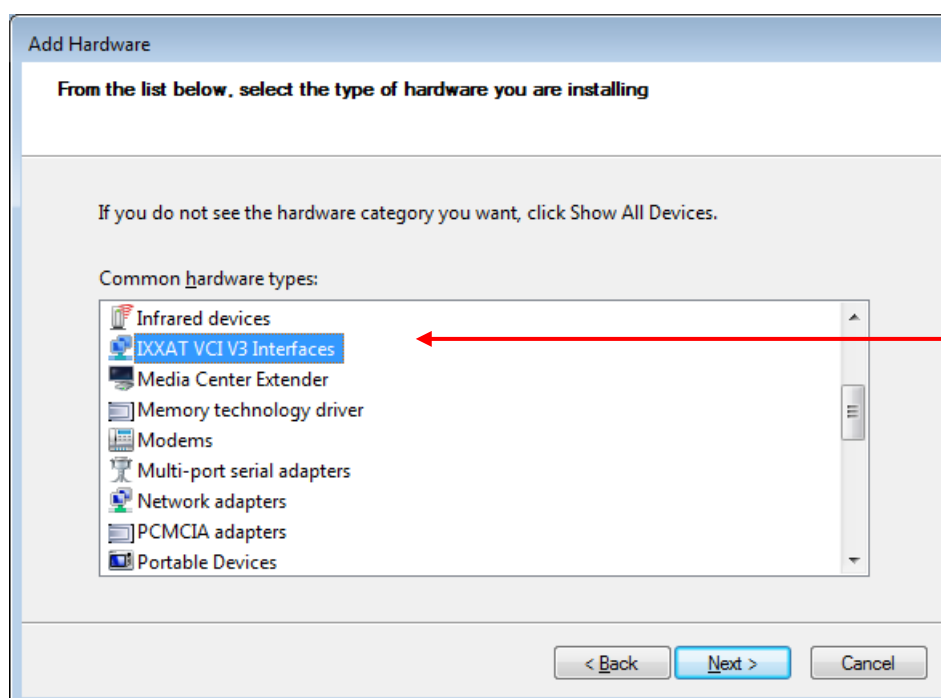 Add Hardware
From the list below, select the type of hardware you are installing
If you do not see the hardware category you want, click Show All Devices.
Common hardware types:
Infrared devices
IXXAT VCI V3 Interfaces
Media Center Extender
Memory technology driver
Modems
Multi-port serial adapters
Network adapters
PCMCIA adapters
Portable Devices
< Back Next > Cancel